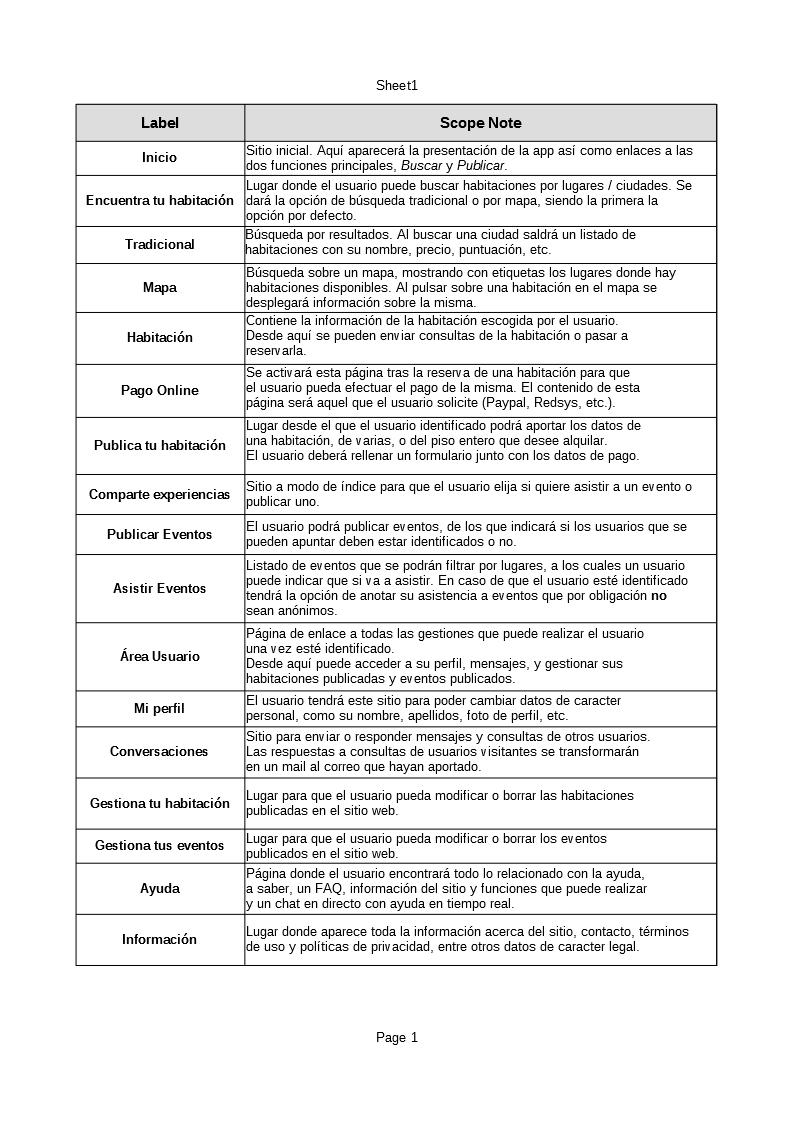 Sheet1
Label
Scope Note
Inicio
Sitio inicial. Aquí aparecerá la presentación de la app así como enlaces a las
dos funciones principales, Buscar y Publicar.
Encuentra tu habitación
Lugar donde el usuario puede buscar habitaciones por lugares / ciudades. Se
dará la opción de búsqueda tradicional o por mapa, siendo la primera la
opción por defecto.
Tradicional
Búsqueda por resultados. Al buscar una ciudad saldrá un listado de
habitaciones con su nombre, precio, puntuación, etc.
Mapa
Búsqueda sobre un mapa, mostrando con etiquetas los lugares donde hay
habitaciones disponibles. Al pulsar sobre una habitación en el mapa se
desplegará información sobre la misma.
Habitación
Contiene la información de la habitación escogida por el usuario.
Desde aquí se pueden enviar consultas de la habitación o pasar a
reservarla.
Pago Online
Se activará esta página tras la reserva de una habitación para que
el usuario pueda efectuar el pago de la misma. El contenido de esta
página será aquel que el usuario solicite (Paypal, Redsys, etc.).
Publica tu habitación
Lugar desde el que el usuario identificado podrá aportar los datos de
una habitación, de varias, o del piso entero que desee alquilar.
El usuario deberá rellenar un formulario junto con los datos de pago.
Comparte experiencias
Sitio a modo de índice para que el usuario elija si quiere asistir a un evento o
publicar uno.
Publicar Eventos
El usuario podrá publicar eventos, de los que indicará si los usuarios que se
pueden apuntar deben estar identificados o no.
Asistir Eventos
Listado de eventos que se podrán filtrar por lugares, a los cuales un usuario
puede indicar que si va a asistir. En caso de que el usuario esté identificado
tendrá la opción de anotar su asistencia a eventos que por obligación no
sean anónimos.
Área Usuario
Página de enlace a todas las gestiones que puede realizar el usuario
una vez esté identificado.
Desde aquí puede acceder a su perfil, mensajes, y gestionar sus
habitaciones publicadas y eventos publicados.
Mi perfil
El usuario tendrá este sitio para poder cambiar datos de caracter
personal, como su nombre, apellidos, foto de perfil, etc.
Conversaciones
Sitio para enviar o responder mensajes y consultas de otros usuarios.
Las respuestas a consultas de usuarios visitantes se transformarán
en un mail al correo que hayan aportado.
Gestiona tu habitación
Lugar para que el usuario pueda modificar o borrar las habitaciones
publicadas en el sitio web.
Gestiona tus eventos
Lugar para que el usuario pueda modificar o borrar los eventos
publicados en el sitio web.
Ayuda
Página donde el usuario encontrará todo lo relacionado con la ayuda,
a saber, un FAQ, información del sitio y funciones que puede realizar
y un chat en directo con ayuda en tiempo real.
Información
Lugar donde aparece toda la información acerca del sitio, contacto, términos
de uso y políticas de privacidad, entre otros datos de caracter legal.
Page 1